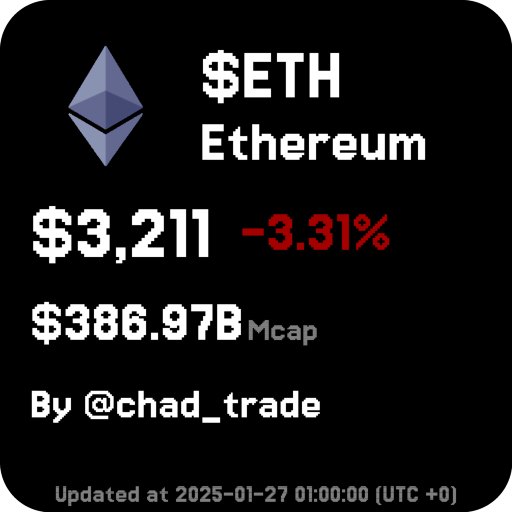 $ETH
Ethereum
$3,211 -3.31%
$386.97B Mcap
By @chad_trade
Updated at 2025-01-27 01:00:00 (UTC +0)